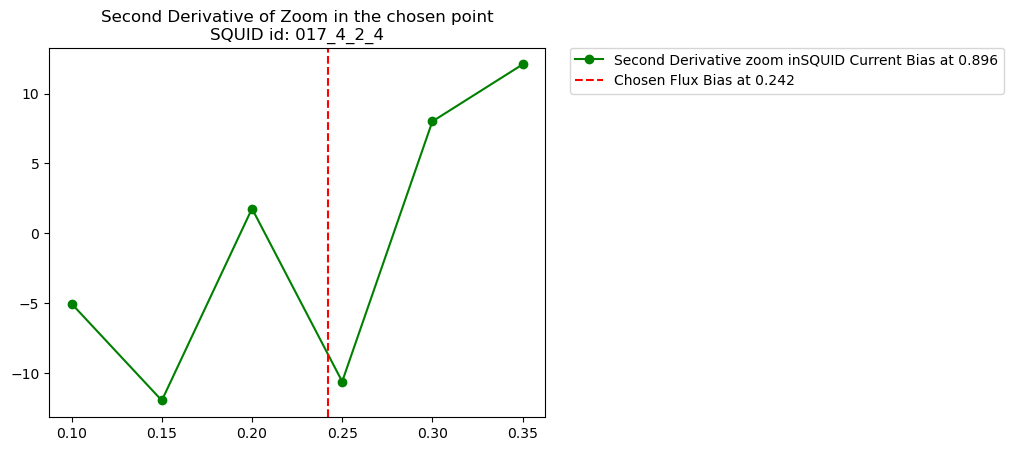 Second Derivative of Zoom in the chosen point
SQUID id: 017_4_2_4
Second Derivative zoom inSQUID Current Bias at 0.896
Chosen Flux Bias at 0.242
10
5
0
−5
−10
0.10 0.15 0.20 0.25 0.30 0.35